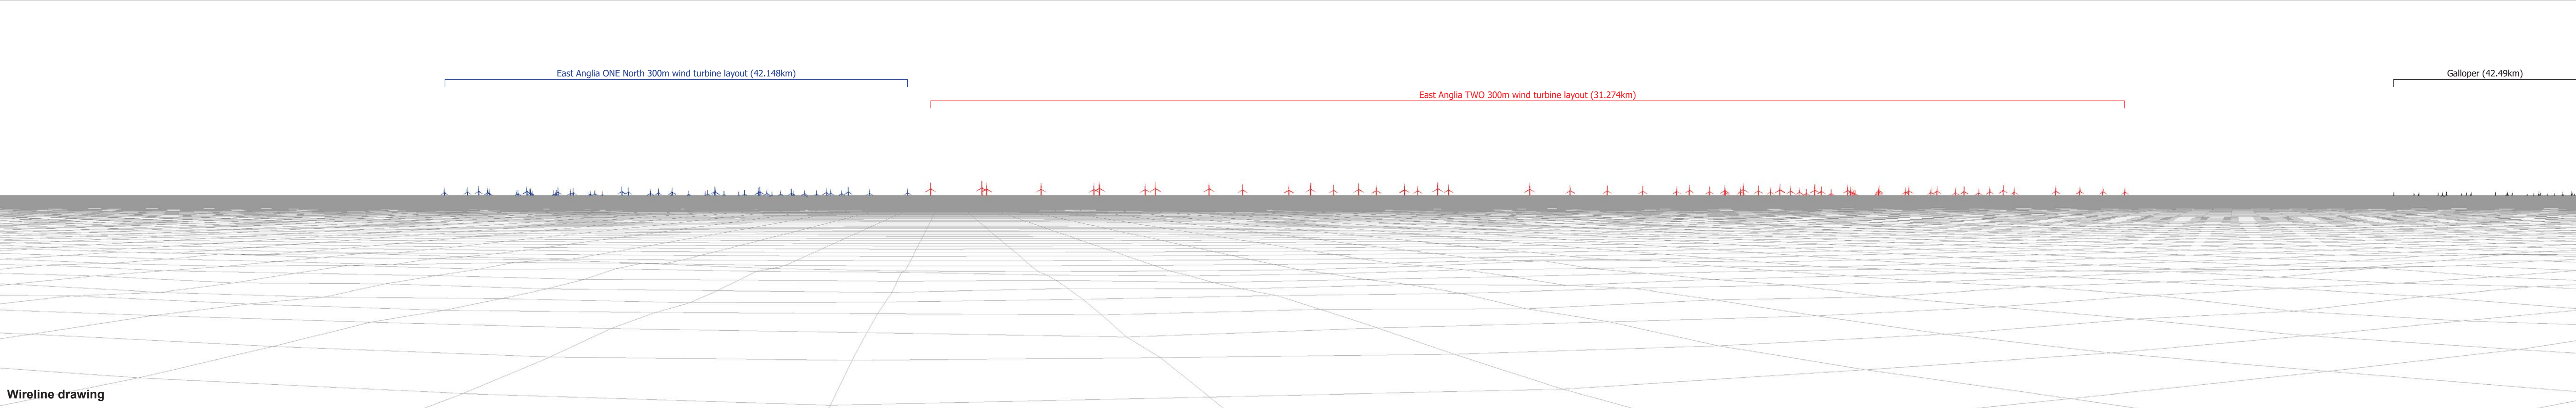 East Anglia ONE North 300m wind turbine layout (42.148km)
Galloper (42.49km)
East Anglia TWO 300m wind turbine layout (31.274km)
Wireline drawing